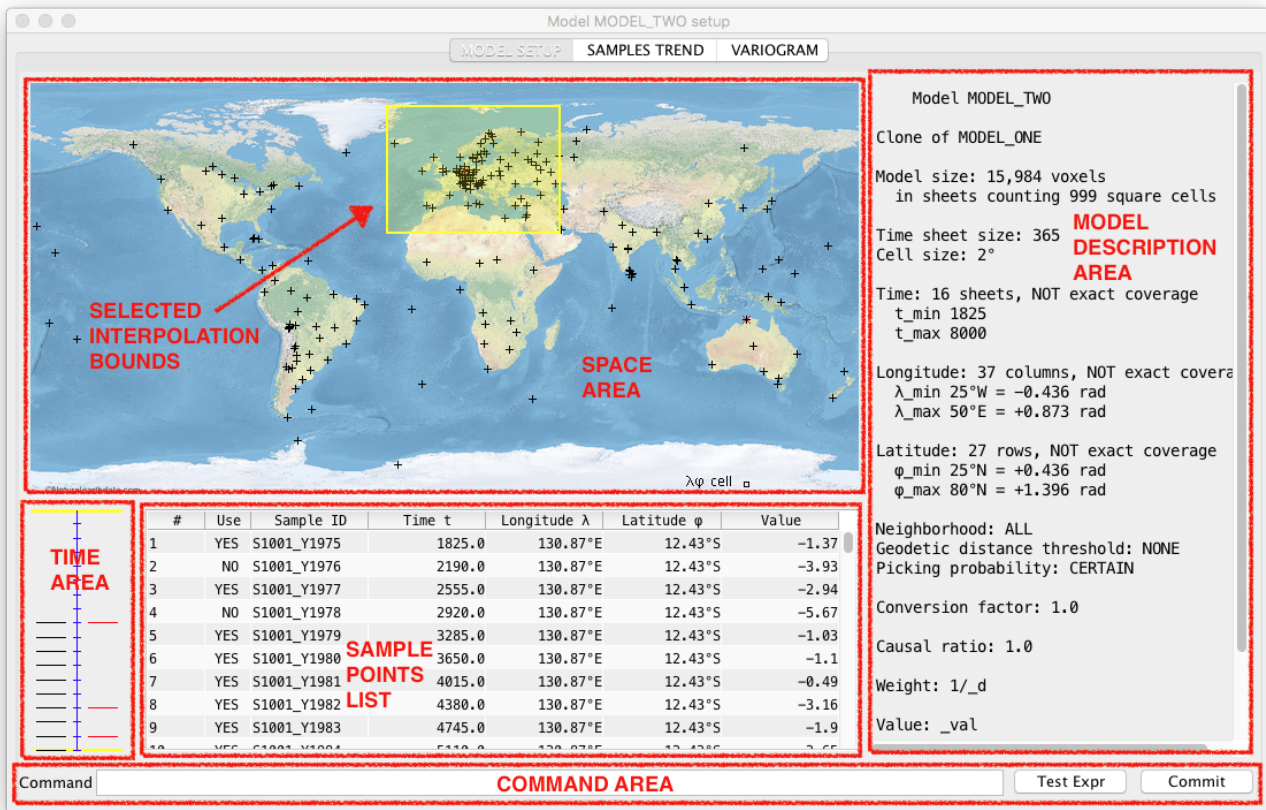 Model MODEL_TWO setup
MODEL SETUP SAMPLES TREND VARIOGRAM
SELECTED
INTERPOLATION
BOUNDS
SPACE
AREA
λφ cell
Model MODEL_TWO
Clone of MODEL_ONE
Model size: 15,984 voxels
in sheets counting 999 square cells
Time sheet size: 365
Cell size: 2°
Time: 16 sheets, NOT exact coverage
t_min 1825
t_max 8000
Longitude: 37 columns, NOT exact covera
λ_min 25°W = −0.436 rad
λ_max 50°E = +0.873 rad
Latitude: 27 rows, NOT exact coverage
φ_min 25°N = +0.436 rad
φ_max 80°N = +1.396 rad
Neighborhood: ALL
Geodetic distance threshold: NONE
Picking probability: CERTAIN
Conversion factor: 1.0
Causal ratio: 1.0
Weight: 1/_d
Value: _val
MODEL
DESCRIPTION
AREA
TIME
AREA
# Use Sample ID Time t Longitude λ Latitude φ Value
1 YES S1001_Y1975 1825.0 130.87°E 12.43°S −1.37
2 NO S1001_Y1976 2190.0 130.87°E 12.43°S −3.93
3 YES S1001_Y1977 2555.0 130.87°E 12.43°S −2.94
4 NO S1001_Y1978 2920.0 130.87°E 12.43°S −5.67
5 YES S1001_Y1979 3285.0 130.87°E 12.43°S −1.03
6 YES S1001_Y1980 3650.0 130.87°E 12.43°S −1.1
7 YES S1001_Y1981 4015.0 130.87°E 12.43°S −0.49
8 YES S1001_Y1982 4380.0 130.87°E 12.43°S −3.16
9 YES S1001_Y1983 4745.0 130.87°E 12.43°S −1.9
SAMPLE
POINTS
LIST
Command COMMAND AREA Test Expr Commit